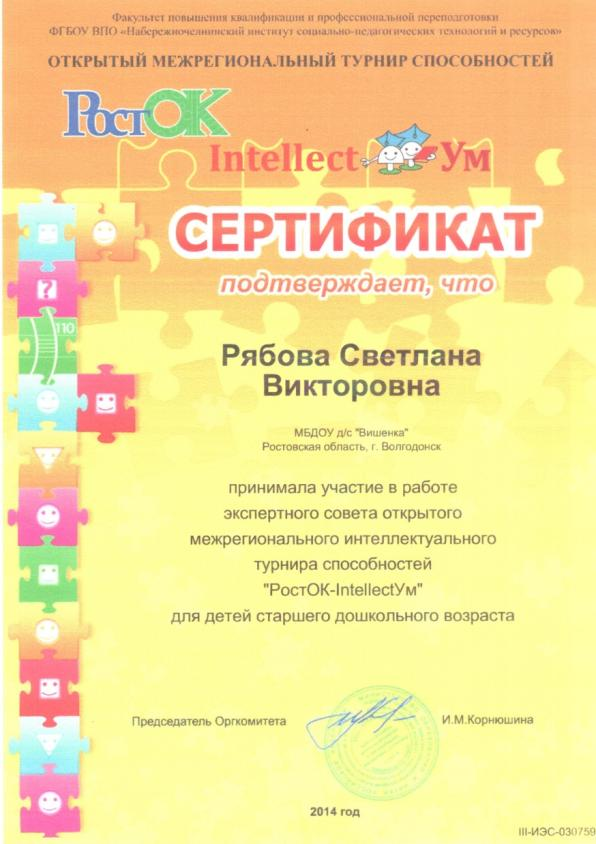 Факультет повышения квалификации и профессиональной переподготовки
ФГБОУ ВПО «Набережночелнинский институт социально-педагогических технологий и ресурсов»
ОТКРЫТЫЙ МЕЖРЕГИОНАЛЬНЫЙ ТУРНИР СПОСОБНОСТЕЙ
РостОК
Intellect Ум
СЕРТИФИКАТ
подтверждает, что
?
110
Рябова Светлана
Викторовна
МБДОУ д/с "Вишенка"
Ростовская область, г. Волгодонск
принимала участие в работе
экспертного совета открытого
межрегионального интеллектуального
турнира способностей
"РостОК-IntellectУм"
для детей старшего дошкольного возраста
Председатель Оргкомитета И.М.Корнюшина
2014 год
III-ИЭС-030759